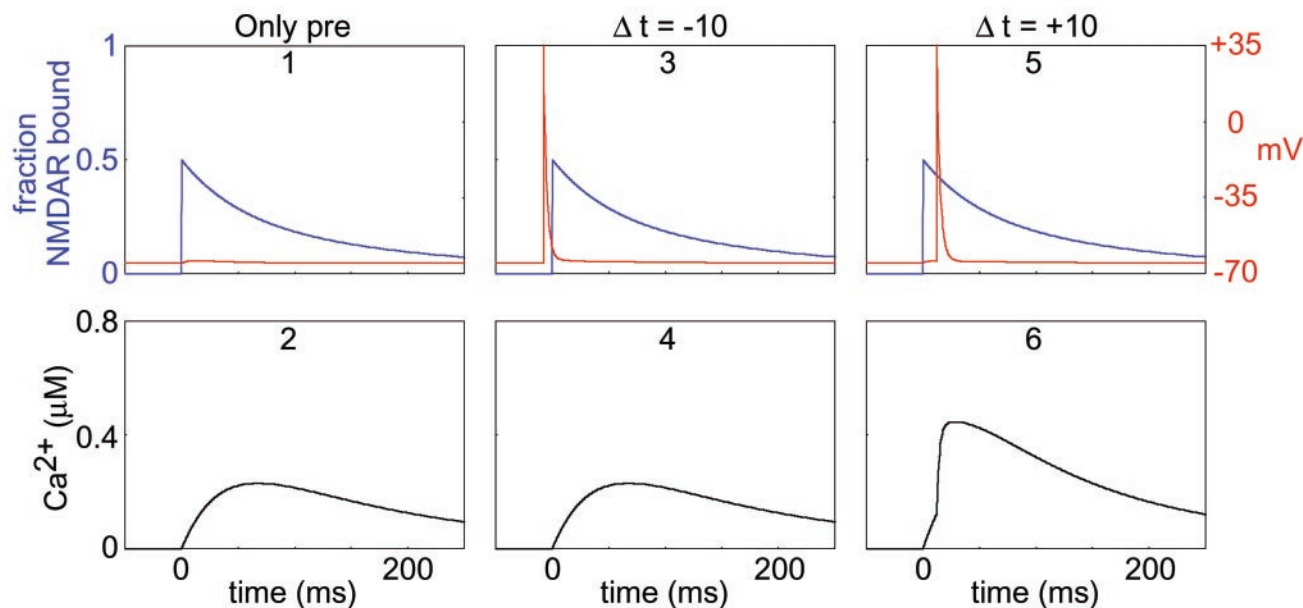 Only pre
Δ t = -10
Δ t = +10
1
3
5
fraction
NMDAR bound
1
0.5
0
+35
0
-35
-70
mV
2
4
6
Ca2+ (μM)
0.8
0.4
0
0
200
0
200
0
200
time (ms)
time (ms)
time (ms)